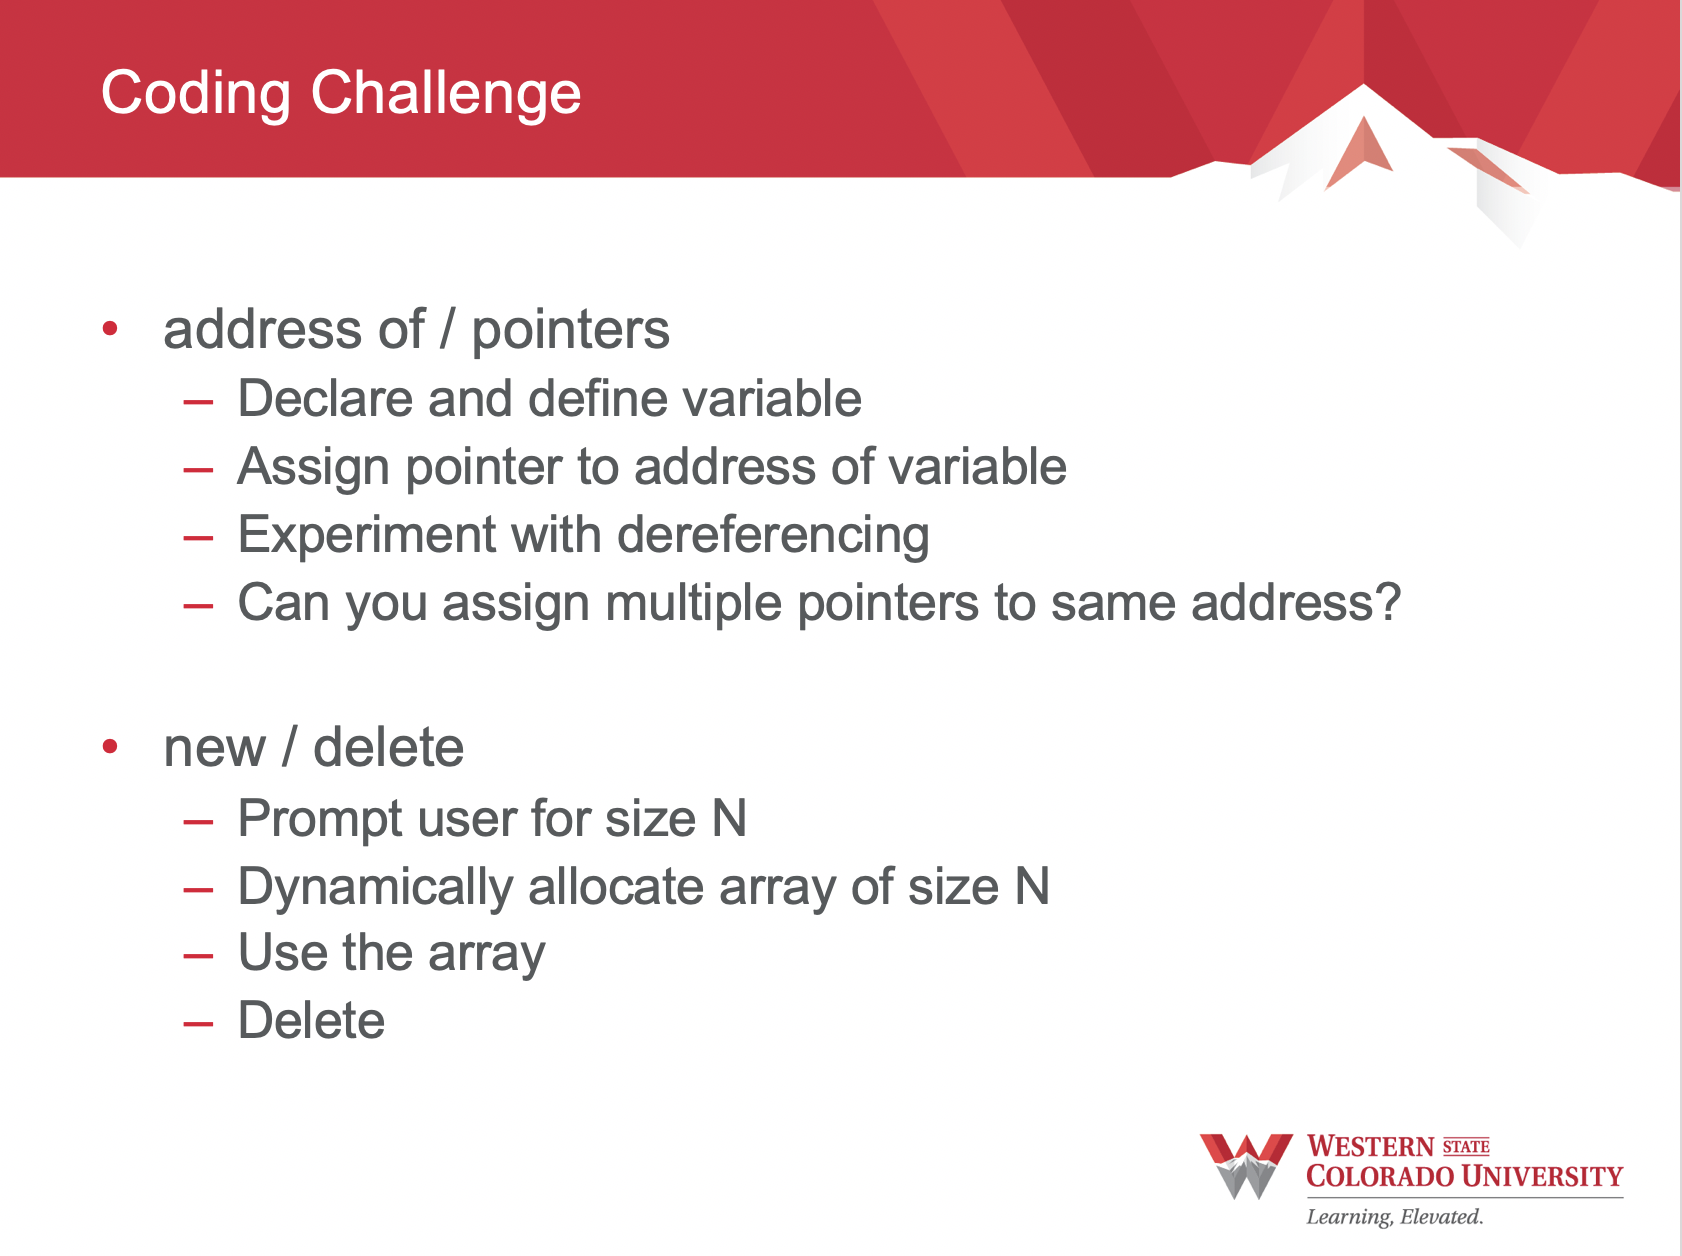 Coding Challenge
• address of / pointers
– Declare and define variable
– Assign pointer to address of variable
– Experiment with dereferencing
– Can you assign multiple pointers to same address?
• new / delete
– Prompt user for size N
– Dynamically allocate array of size N
– Use the array
– Delete
WESTERN STATE
COLORADO UNIVERSITY
Learning, Elevated.